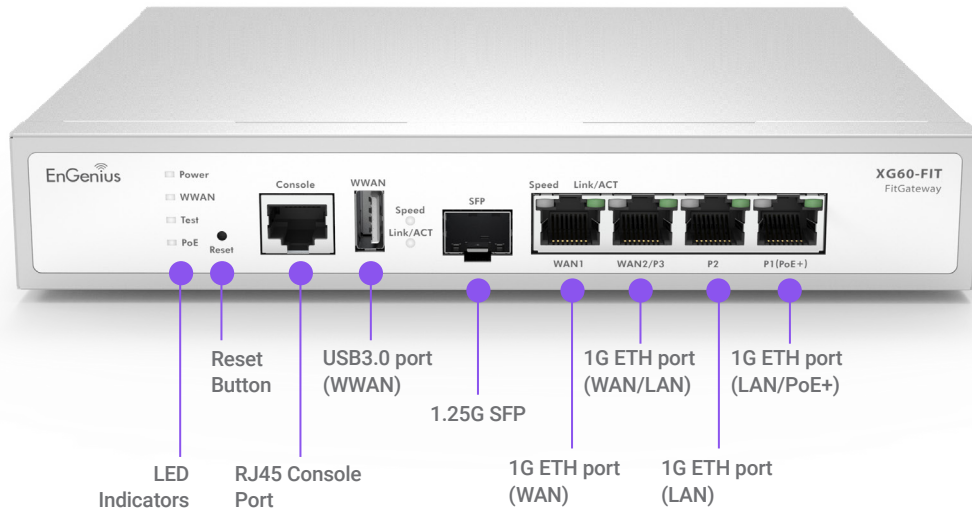 EnGenius
Power
WWAN
Test
PoE
Reset
Console
WWAN
Speed
Link/ACT
SFP
Speed Link/ACT
WAN1
WAN2/P3
P2
P1(PoE+)
XG60-FIT
FitGateway
Reset
Button
USB3.0 port
(WWAN)
1G ETH port
(WAN/LAN)
1G ETH port
(LAN/PoE+)
1.25G SFP
LED
Indicators
RJ45 Console
Port
1G ETH port
(WAN)
1G ETH port
(LAN)